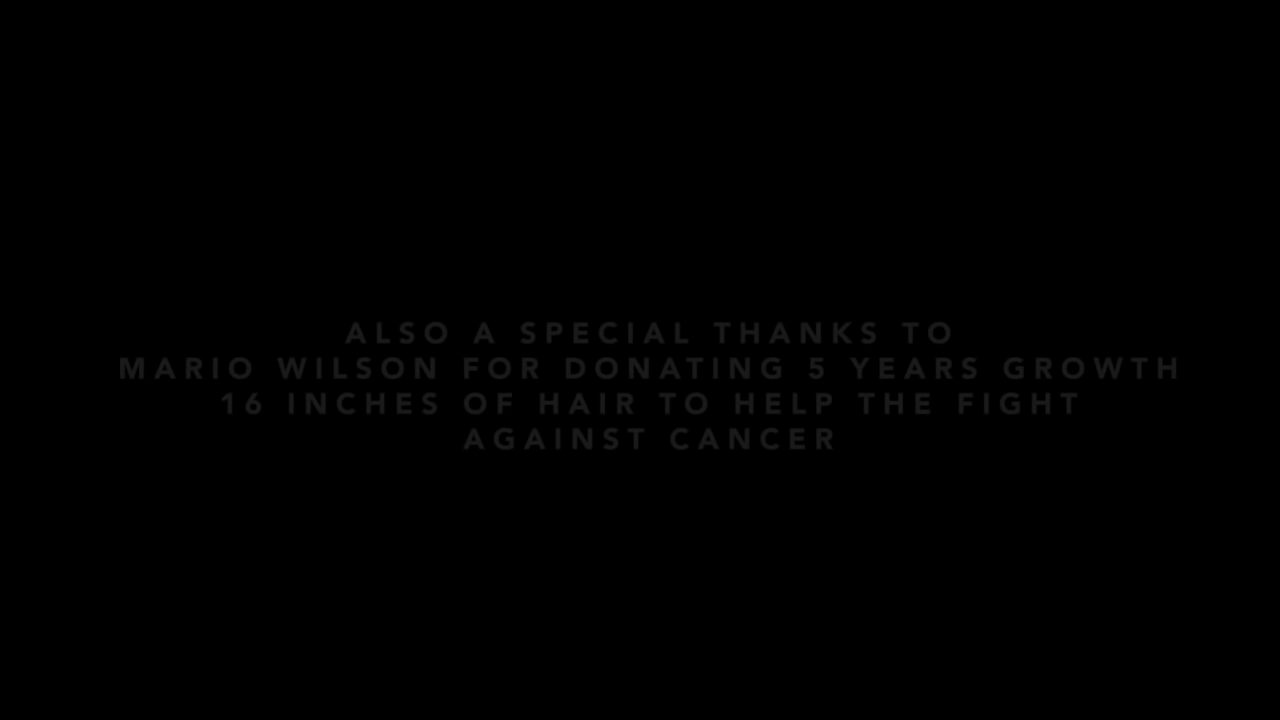 ALSO A SPECIAL THANKS TO
MARIO WILSON FOR DONATING 5 YEARS GROWTH
16 INCHES OF HAIR TO HELP THE FIGHT
AGAINST CANCER